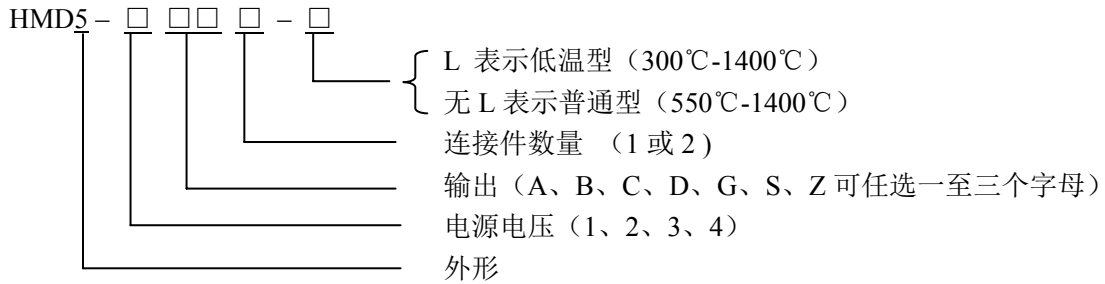 HMD5 – □ □□ □ – □
L 表示低温型（300℃-1400℃）
无 L 表示普通型（550℃-1400℃）
连接件数量 （1 或 2 )
输出（A、B、C、D、G、S、Z 可任选一至三个字母）
电源电压（1、2、3、4）
外形